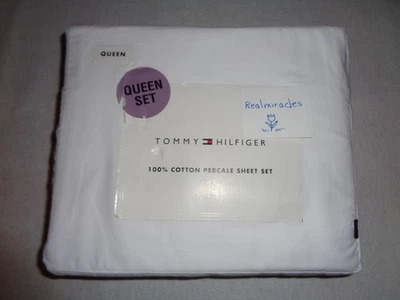 QUEEN
QUEEN
SET
Realmiracles
TOMMY HILFIGER
100% COTTON PERCALE SHEET SET